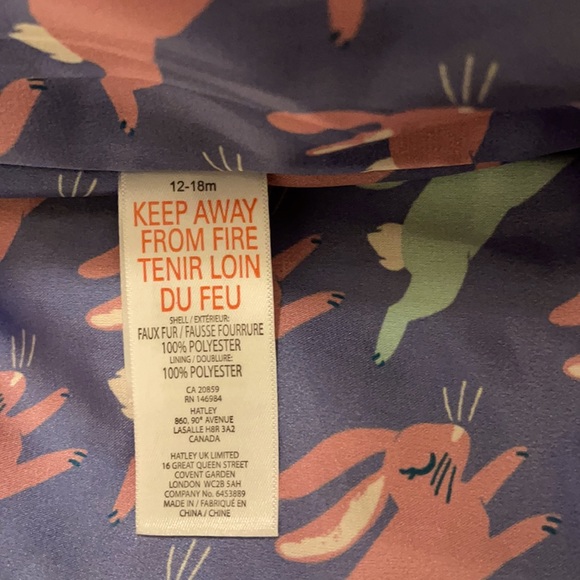 12-18m
KEEP AWAY
FROM FIRE
TENIR LOIN
DU FEU
SHELL / EXTÉRIEUR:
FAUX FUR / FAUSSE FOURRURE
100% POLYESTER
LINING / DOUBLURE:
100% POLYESTER
CA 20859
RN 146984
HATLEY
860, 90e AVENUE
LASALLE H8R 3A2
CANADA
HATLEY UK LIMITED
16 GREAT QUEEN STREET
COVENT GARDEN
LONDON WC2B 5AH
COMPANY No. 6453889
MADE IN / FABRIQUÉ EN
CHINA / CHINE